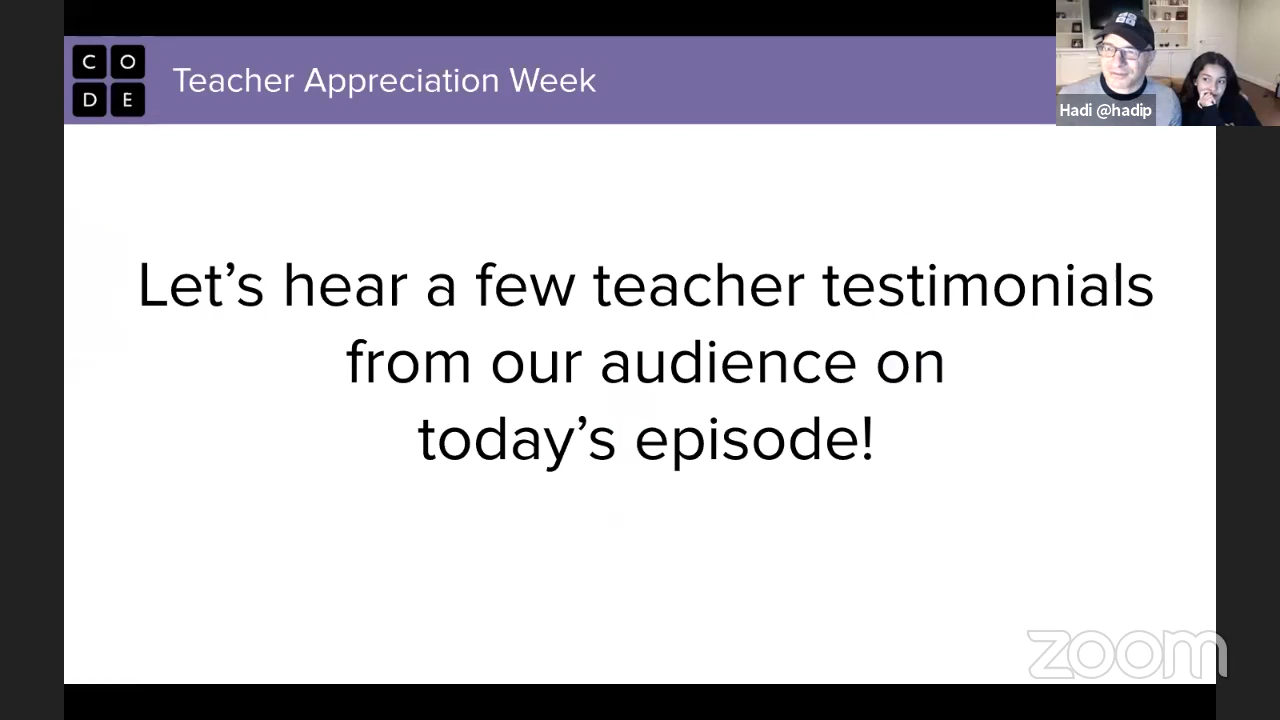 C O
D E
Teacher Appreciation Week
Hadi @hadip
Let’s hear a few teacher testimonials
from our audience on
today’s episode!
zoom